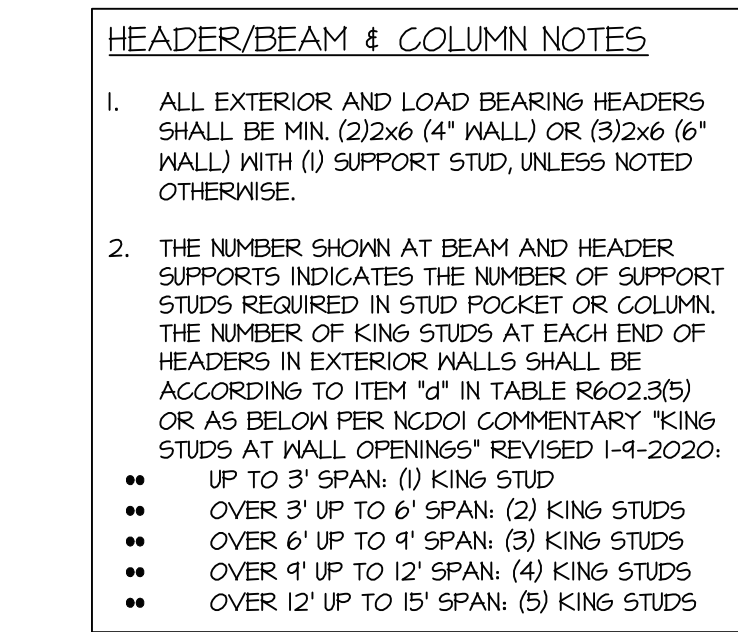 HEADER/BEAM & COLUMN NOTES
1. ALL EXTERIOR AND LOAD BEARING HEADERS
SHALL BE MIN. (2)2x6 (4" WALL) OR (3)2x6 (6"
WALL) WITH (1) SUPPORT STUD, UNLESS NOTED
OTHERWISE.
2. THE NUMBER SHOWN AT BEAM AND HEADER
SUPPORTS INDICATES THE NUMBER OF SUPPORT
STUDS REQUIRED IN STUD POCKET OR COLUMN.
THE NUMBER OF KING STUDS AT EACH END OF
HEADERS IN EXTERIOR WALLS SHALL BE
ACCORDING TO ITEM "d" IN TABLE R602.3(5)
OR AS BELOW PER NCDOI COMMENTARY "KING
STUDS AT WALL OPENINGS" REVISED 1-9-2020:
•• UP TO 3' SPAN: (1) KING STUD
•• OVER 3' UP TO 6' SPAN: (2) KING STUDS
•• OVER 6' UP TO 9' SPAN: (3) KING STUDS
•• OVER 9' UP TO 12' SPAN: (4) KING STUDS
•• OVER 12' UP TO 15' SPAN: (5) KING STUDS